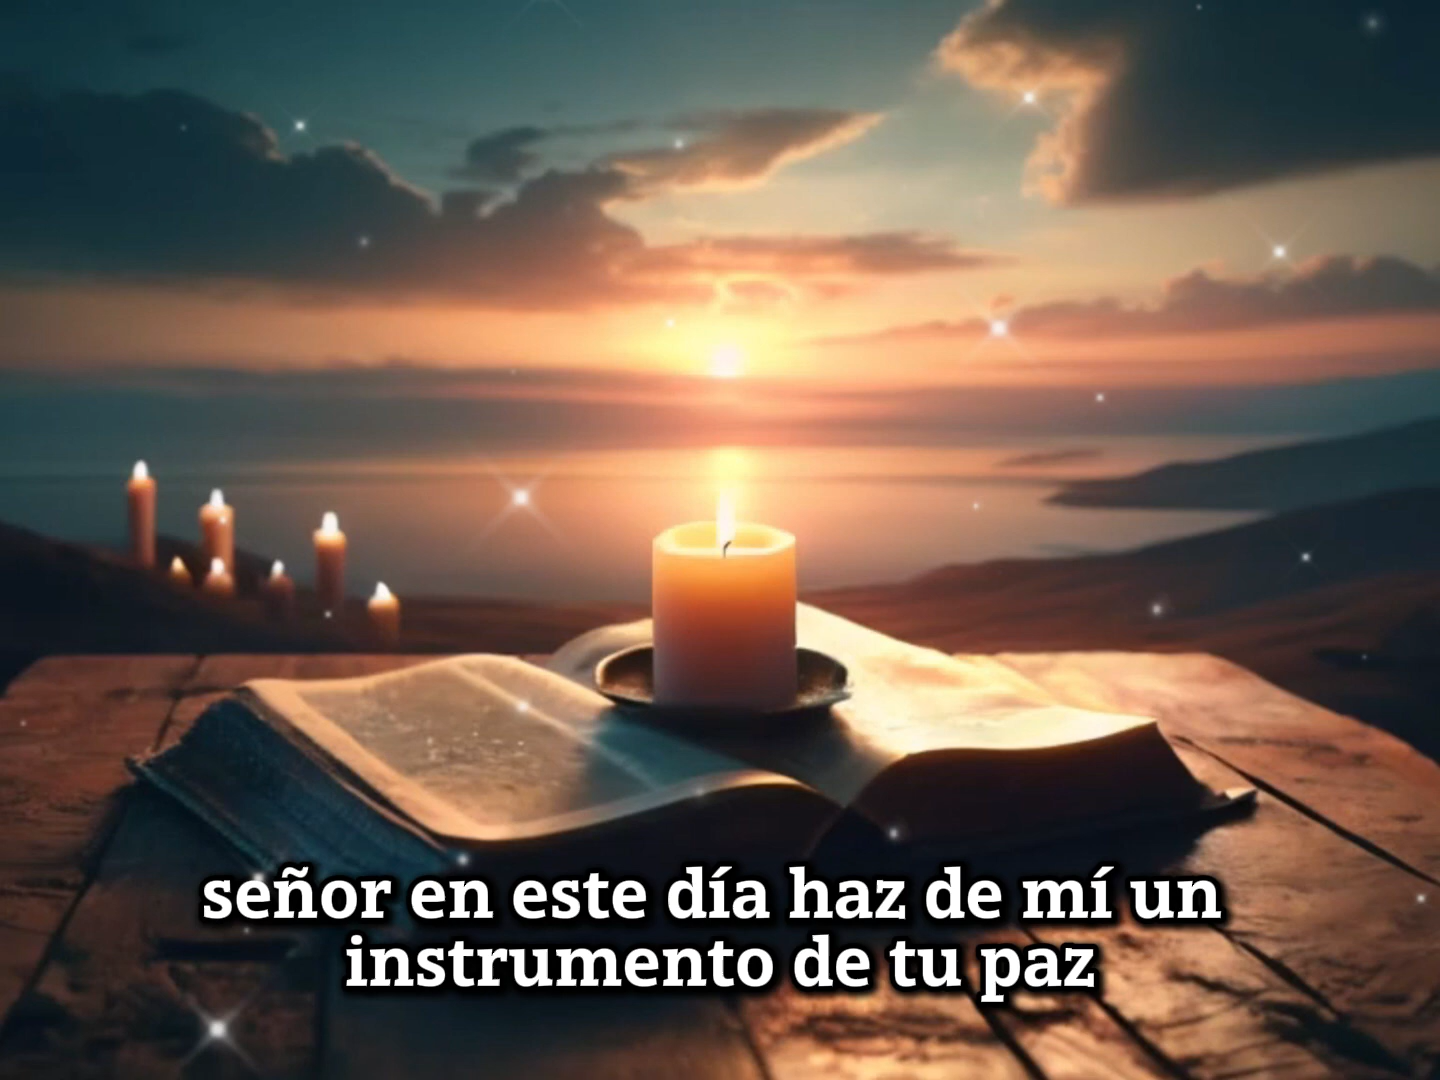 señor en este día haz de mí un
instrumento de tu paz